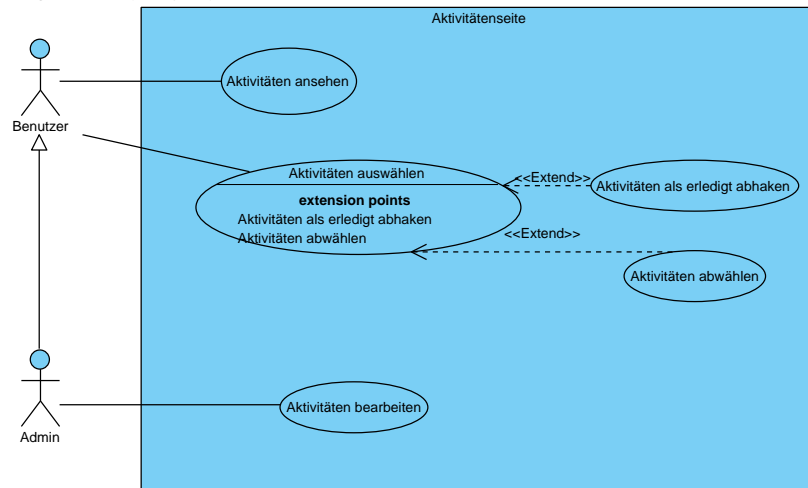 Aktivitätenseite
Aktivitäten ansehen
Benutzer
Aktivitäten auswählen
extension points
Aktivitäten als erledigt abhaken
Aktivitäten abwählen
<<Extend>>
Aktivitäten als erledigt abhaken
<<Extend>>
Aktivitäten abwählen
Aktivitäten bearbeiten
Admin